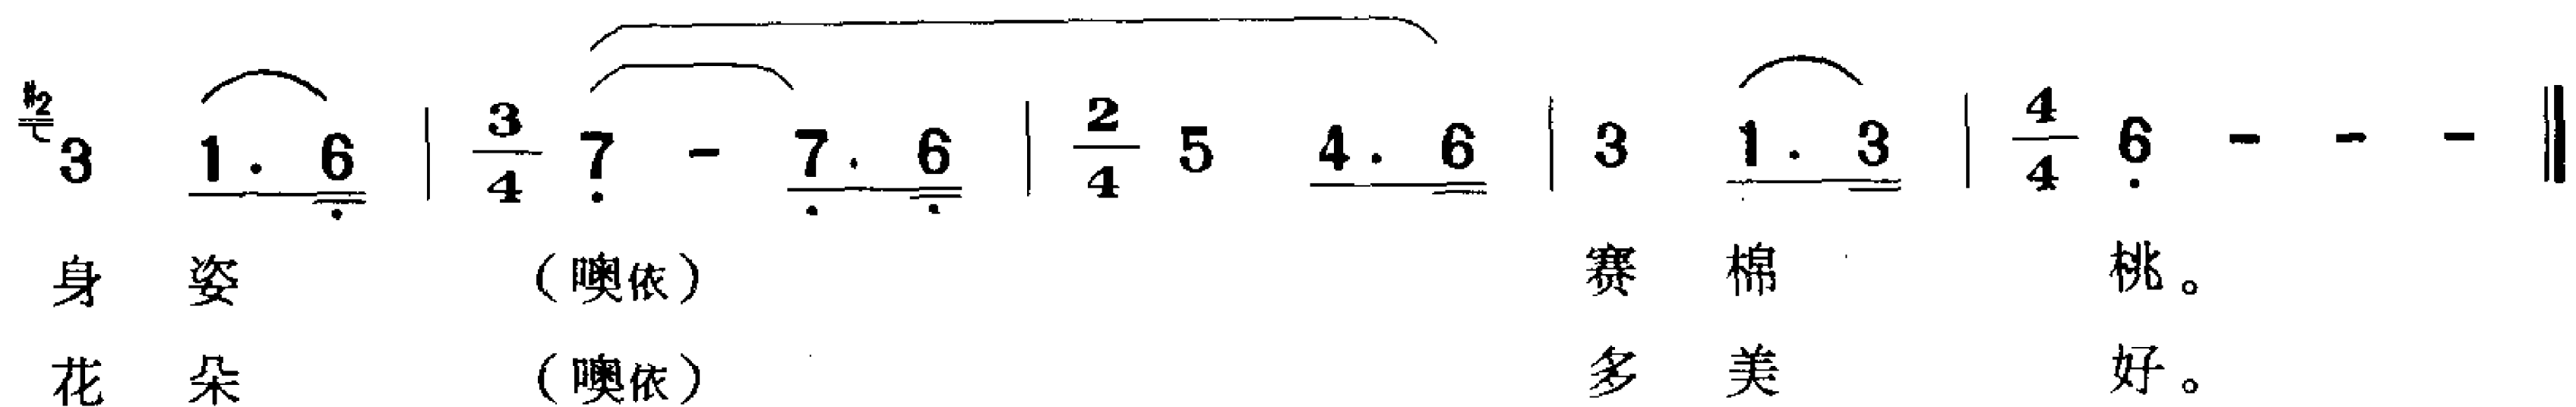 #2 3 1. 6 | 3/4 7 - 7. 6 | 2/4 5 4. 6 | 3 1. 3 | 4/4 6 - - - ‖
身 姿 （噢依） 赛 棉 桃。
花 朵 （噢依） 多 美 好。